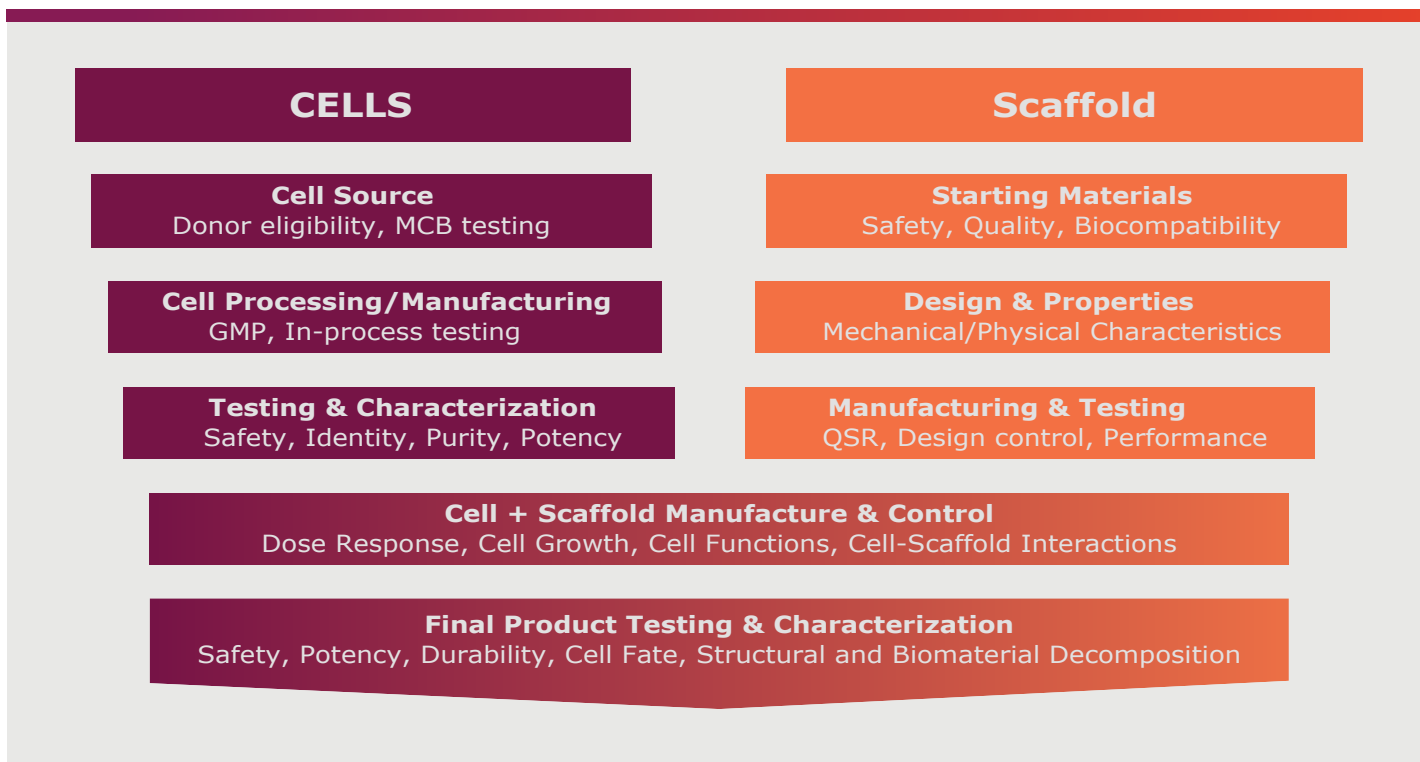 CELLS
Cell Source
Donor eligibility, MCB testing
Cell Processing/Manufacturing
GMP, In-process testing
Testing & Characterization
Safety, Identity, Purity, Potency
Scaffold
Starting Materials
Safety, Quality, Biocompatibility
Design & Properties
Mechanical/Physical Characteristics
Manufacturing & Testing
QSR, Design control, Performance
Cell + Scaffold Manufacture & Control
Dose Response, Cell Growth, Cell Functions, Cell-Scaffold Interactions
Final Product Testing & Characterization
Safety, Potency, Durability, Cell Fate, Structural and Biomaterial Decomposition